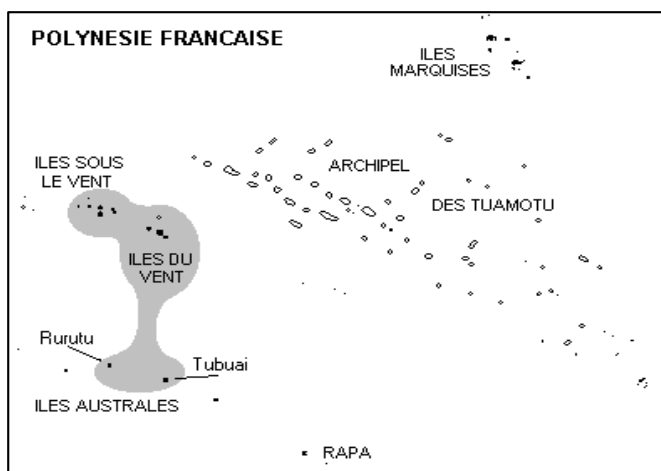 POLYNESIE FRANCAISE
ILES
MARQUISES
ILES SOUS
LE VENT
ARCHIPEL
DES TUAMOTU
ILES DU
VENT
Rurutu
Tubuai
ILES AUSTRALES
RAPA